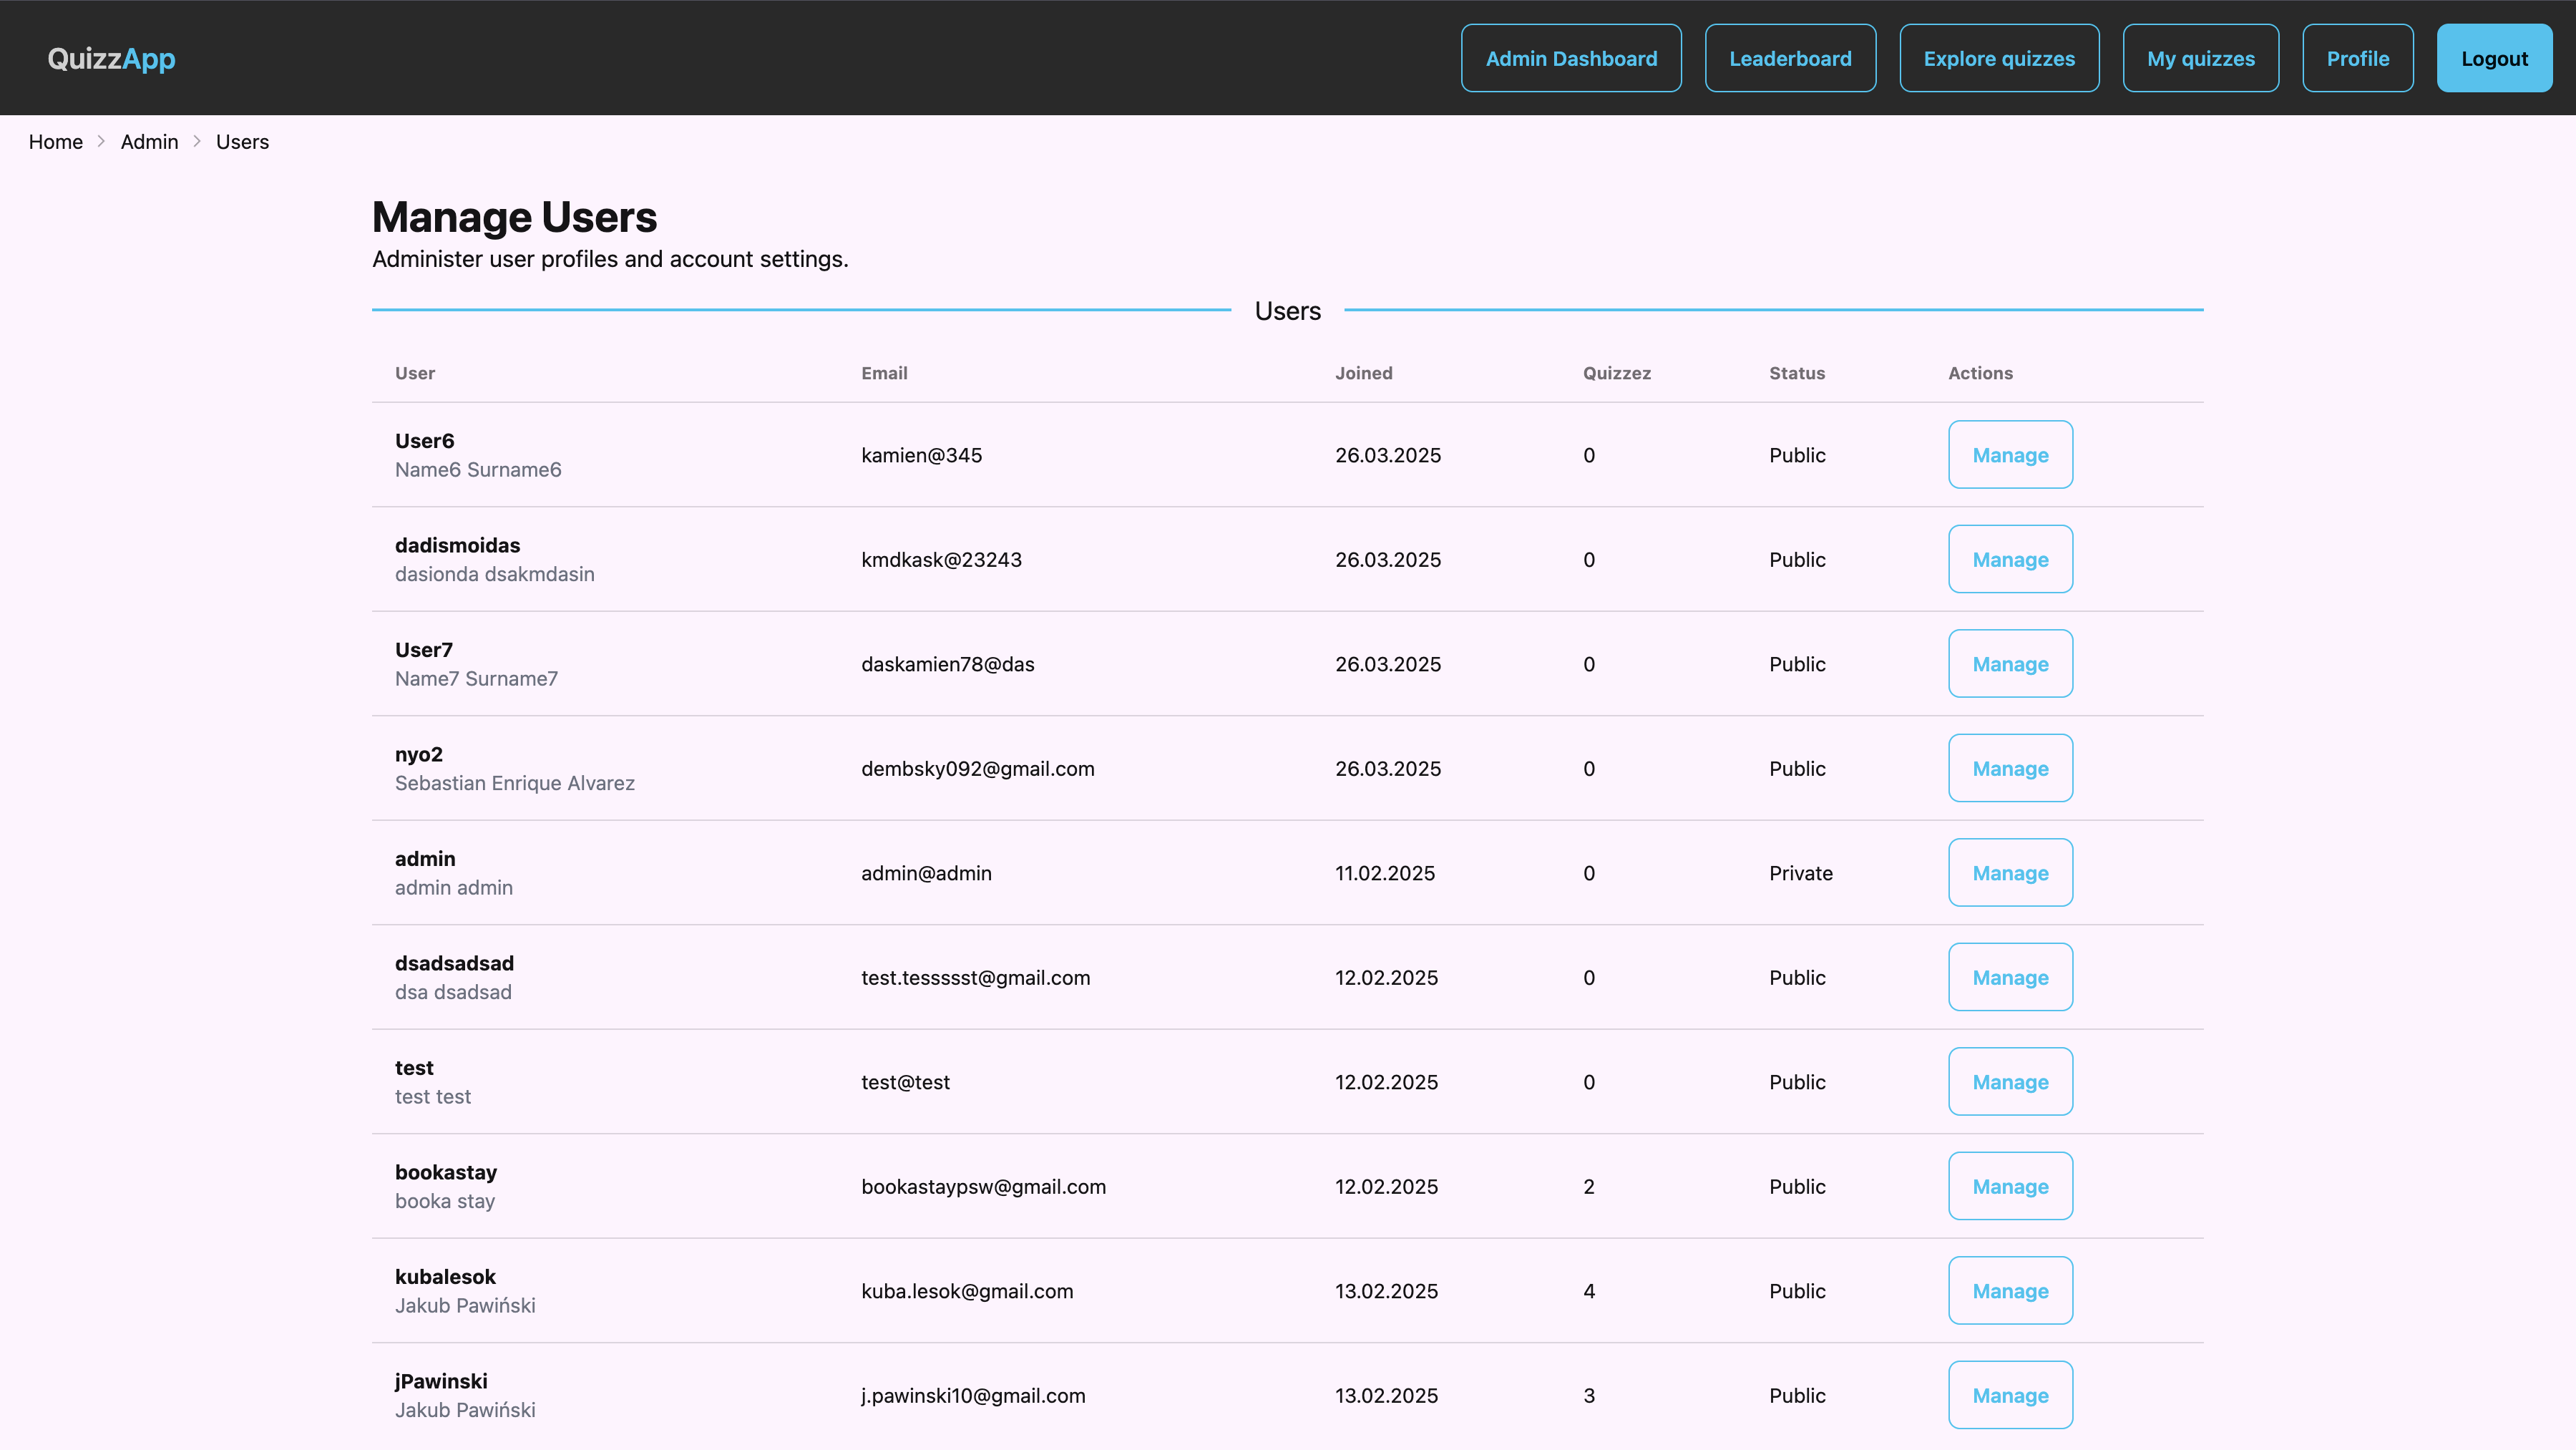 QuizzApp Admin Dashboard Leaderboard Explore quizzes My quizzes Profile Logout
Home Admin Users
Manage Users
Administer user profiles and account settings.
Users
User Email Joined Quizzez Status Actions
User6
Name6 Surname6
kamien@345 26.03.2025 0 Public Manage
dadismoidas
dasionda dsakmdasin
kmdkask@23243 26.03.2025 0 Public Manage
User7
Name7 Surname7
daskamien78@das 26.03.2025 0 Public Manage
nyo2
Sebastian Enrique Alvarez
dembsky092@gmail.com 26.03.2025 0 Public Manage
admin
admin admin
admin@admin 11.02.2025 0 Private Manage
dsadsadsad
dsa dsadsad
test.tessssst@gmail.com 12.02.2025 0 Public Manage
test
test test
test@test 12.02.2025 0 Public Manage
bookastay
booka stay
bookastaypsw@gmail.com 12.02.2025 2 Public Manage
kubalesok
Jakub Pawiński
kuba.lesok@gmail.com 13.02.2025 4 Public Manage
jPawinski
Jakub Pawiński
j.pawinski10@gmail.com 13.02.2025 3 Public Manage